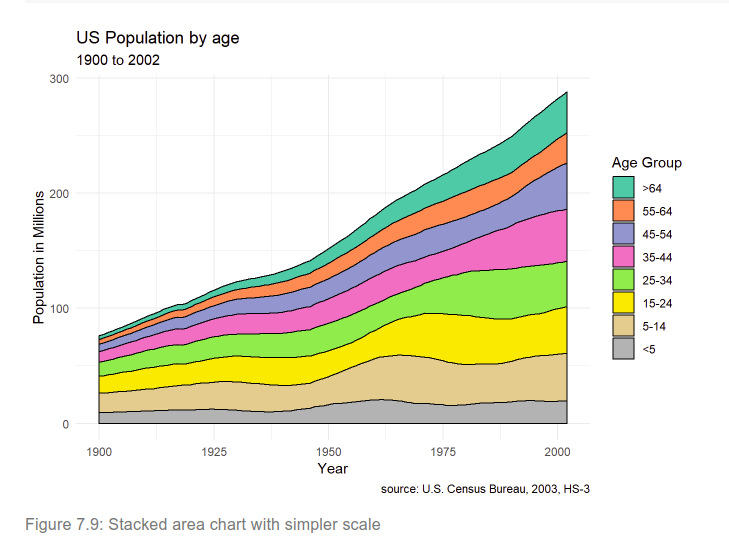 US Population by age
1900 to 2002
300
200
100
0
Population in Millions
1900 1925 1950 1975 2000
Year
Age Group
>64
55-64
45-54
35-44
25-34
15-24
5-14
<5
source: U.S. Census Bureau, 2003, HS-3
Figure 7.9: Stacked area chart with simpler scale